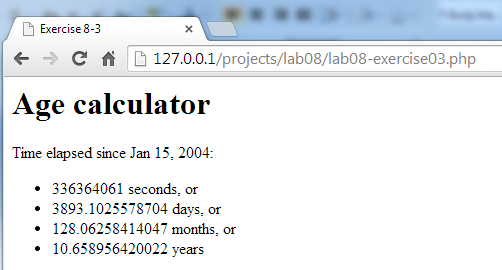 Exercise 8-3
127.0.0.1/projects/lab08/lab08-exercise03.php
Age calculator
Time elapsed since Jan 15, 2004:
336364061 seconds, or
3893.1025578704 days, or
128.06258414047 months, or
10.658956420022 years